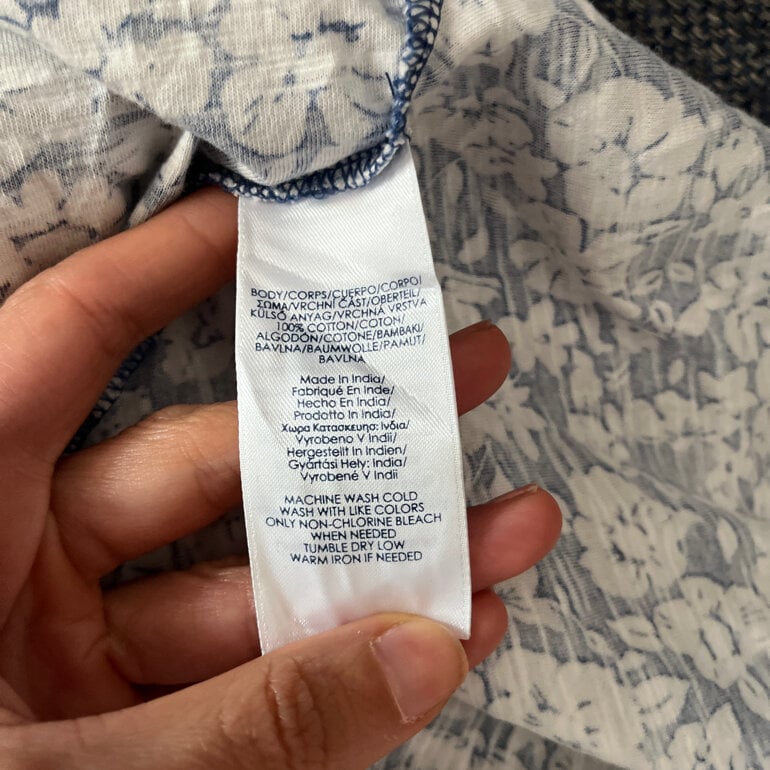 BODY/CORPS/CUERPO/CORPO/
ΣΩΜΑ/VRCHNÍ ČÁST/OBERTEIL/
KÜLSŐ ANYAG/VRCHNÁ VRSTVA
100% COTTON/COTON/
ALGODÓN/COTONE/BAMBAKI/
BAVLNA/BAUMWOLLE/PAMUT/
BAVLNA
Made In India/
Fabriqué En Inde/
Hecho En India/
Prodotto In India/
Χωρα Κατασκευης: Ινδια/
Vyrobeno V Indii/
Hergestellt In Indien/
Gyártási Hely: India/
Vyrobené V Indii
MACHINE WASH COLD
WASH WITH LIKE COLORS
ONLY NON-CHLORINE BLEACH
WHEN NEEDED
TUMBLE DRY LOW
WARM IRON IF NEEDED